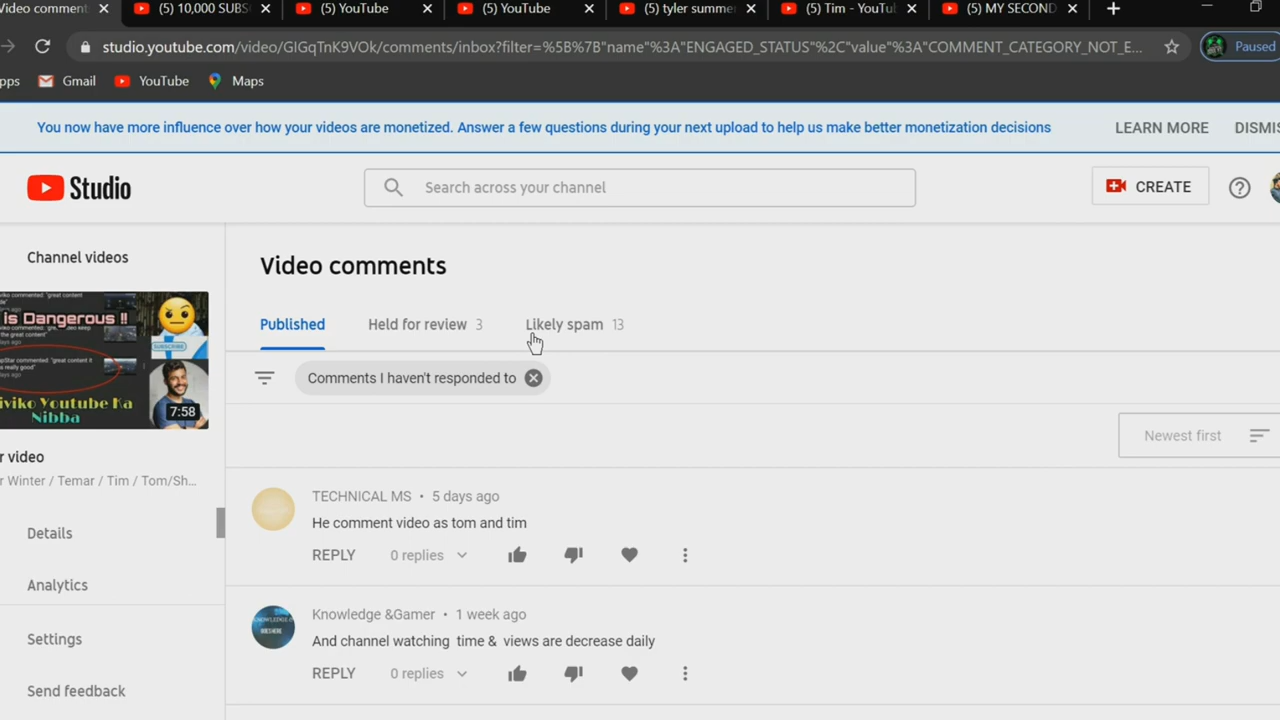 Video comment
(5) 10,000 SUBS
(5) YouTube
(5) YouTube
(5) tyler summe
(5) Tim - YouTu
(5) MY SECOND
studio.youtube.com/video/GIGqTnK9VOk/comments/inbox?filter=%5B%7B"name"%3A"ENGAGED_STATUS"%2C"value"%3A"COMMENT_CATEGORY_NOT_E...
Paused
pps
Gmail
YouTube
Maps
You now have more influence over how your videos are monetized. Answer a few questions during your next upload to help us make better monetization decisions
LEARN MORE
DISMIS
Studio
Search across your channel
CREATE
Channel videos
is Dangerous !!
SUBSCRIBE
iviko Youtube Ka
Nibba
7:58
r video
r Winter / Temar / Tim / Tom/Sh...
Details
Analytics
Settings
Send feedback
Video comments
Published
Held for review 3
Likely spam 13
Comments I haven't responded to
Newest first
TECHNICAL MS • 5 days ago
He comment video as tom and tim
REPLY 0 replies
Knowledge &Gamer • 1 week ago
And channel watching time & views are decrease daily
REPLY 0 replies